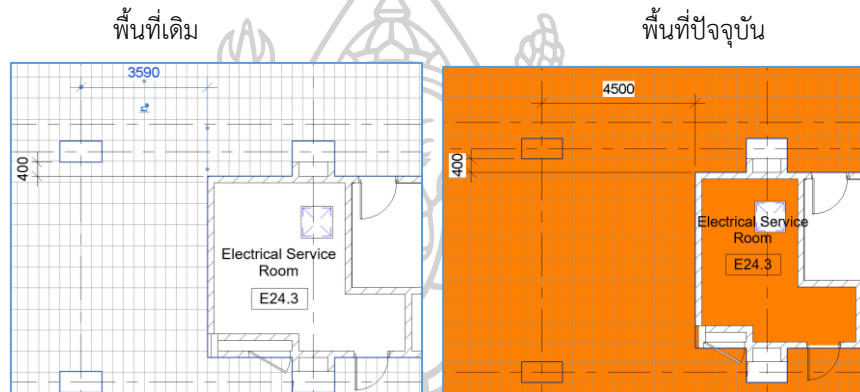 พื้นที่เดิม
พื้นที่ปัจจุบัน
3590
400
Electrical Service
Room
E24.3
4500
400
Electrical Service
Room
E24.3